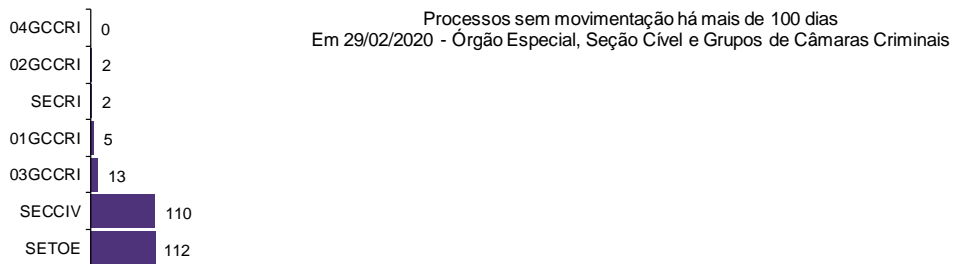 Processos sem movimentação há mais de 100 dias
Em 29/02/2020 - Órgão Especial, Seção Cível e Grupos de Câmaras Criminais
04GCCRI 0
02GCCRI 2
SECRI 2
01GCCRI 5
03GCCRI 13
SECCIV 110
SETOE 112